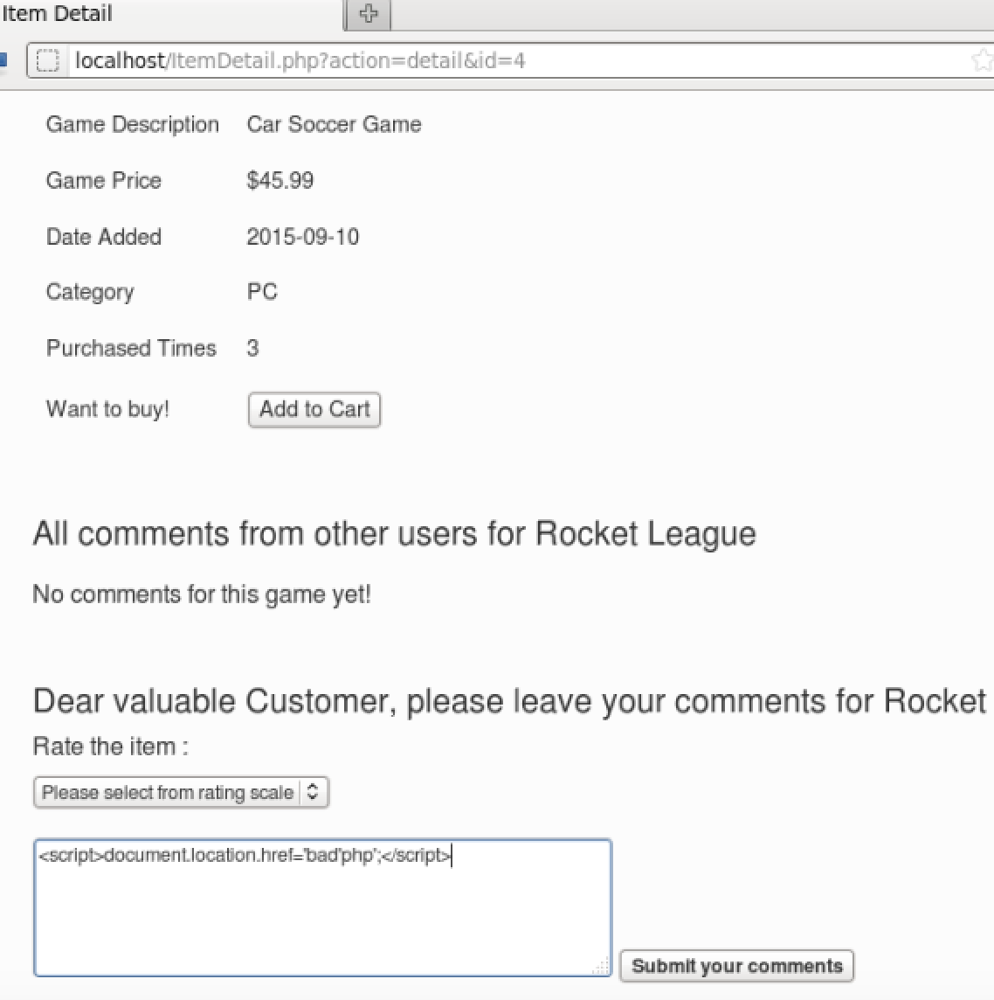 Item Detail
localhost/ItemDetail.php?action=detail&id=4
Game Description Car Soccer Game
Game Price $45.99
Date Added 2015-09-10
Category PC
Purchased Times 3
Want to buy! Add to Cart
All comments from other users for Rocket League
No comments for this game yet!
Dear valuable Customer, please leave your comments for Rocket
Rate the item :
Please select from rating scale
<script>document.location.href='bad'php';</script>
Submit your comments